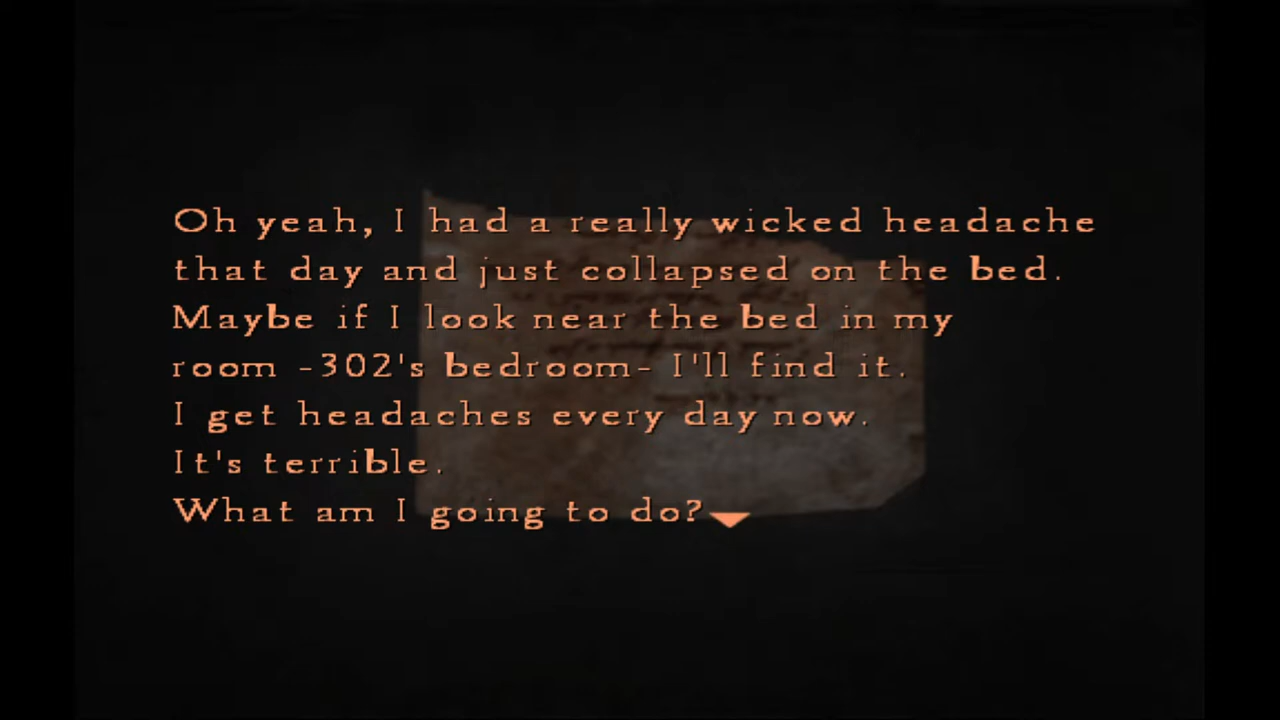 Oh yeah, I had a really wicked headache
that day and just collapsed on the bed.
Maybe if I look near the bed in my
room -302's bedroom- I'll find it.
I get headaches every day now.
It's terrible.
What am I going to do?